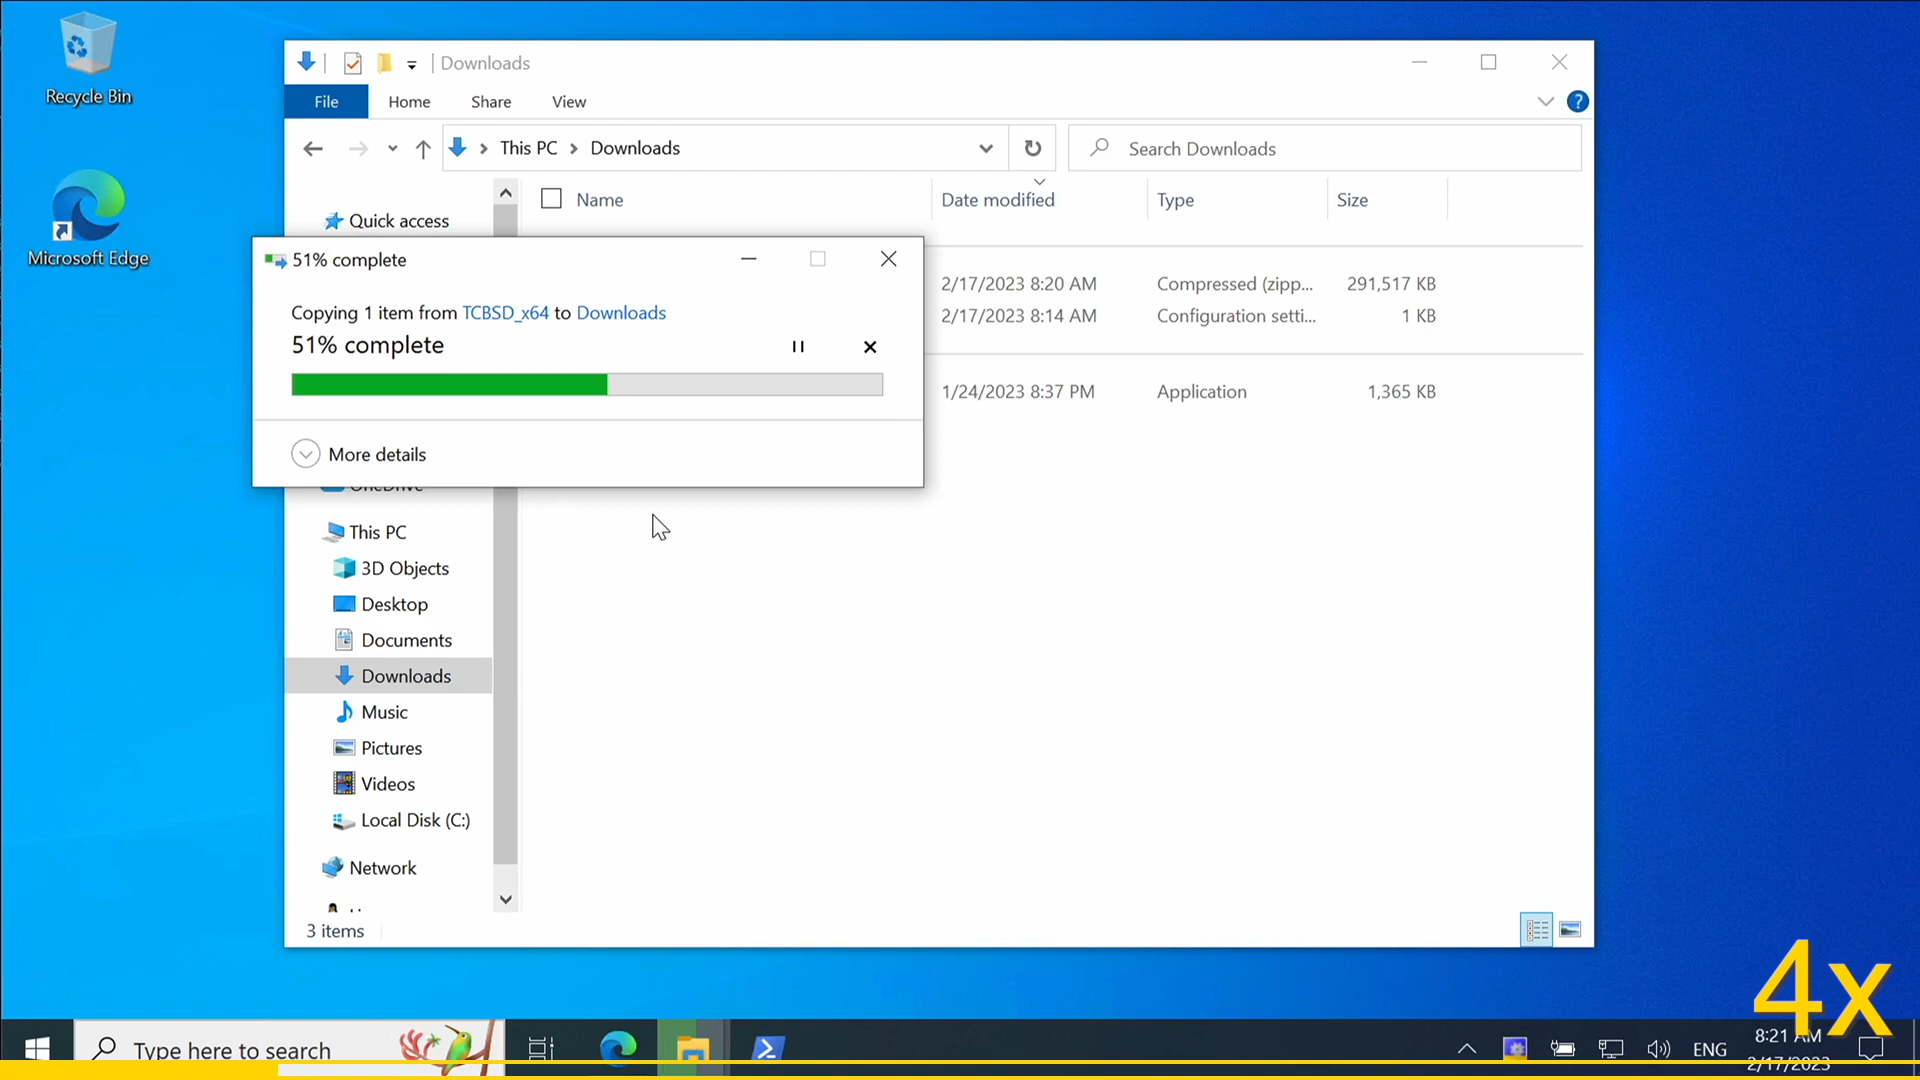 Recycle Bin
Microsoft Edge
Downloads
File Home Share View
This PC Downloads
Search Downloads
Name Date modified Type Size
Quick access
51% complete
Copying 1 item from TCBSD_x64 to Downloads
51% complete
More details
2/17/2023 8:20 AM Compressed (zipp... 291,517 KB
2/17/2023 8:14 AM Configuration setti... 1 KB
1/24/2023 8:37 PM Application 1,365 KB
OneDrive
This PC
3D Objects
Desktop
Documents
Downloads
Music
Pictures
Videos
Local Disk (C:)
Network
3 items
4x
Type here to search
ENG
8:21 AM
2/17/2023